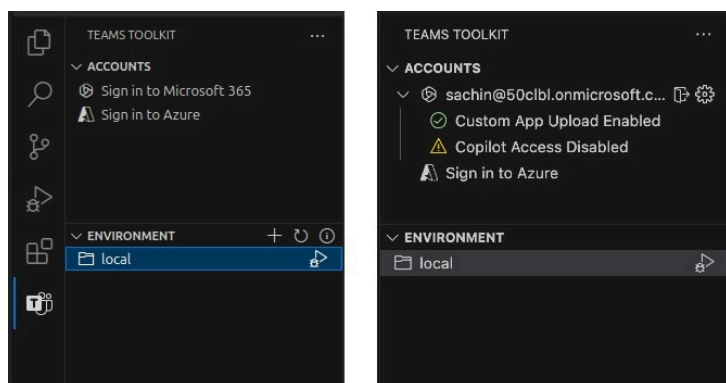 TEAMS TOOLKIT
ACCOUNTS
Sign in to Microsoft 365
Sign in to Azure
ENVIRONMENT
local
TEAMS TOOLKIT
ACCOUNTS
sachin@50clbl.onmicrosoft.c...
Custom App Upload Enabled
Copilot Access Disabled
Sign in to Azure
ENVIRONMENT
local